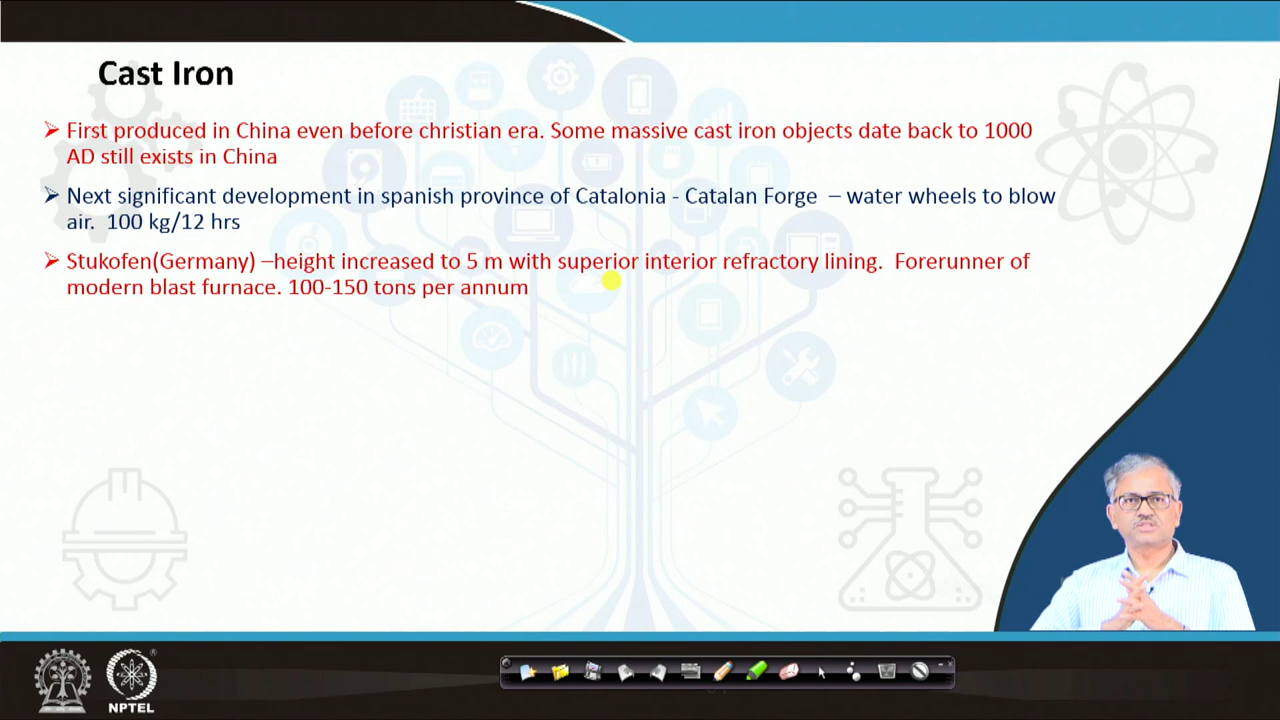 Cast Iron
First produced in China even before christian era. Some massive cast iron objects date back to 1000
AD still exists in China
Next significant development in spanish province of Catalonia - Catalan Forge – water wheels to blow
air. 100 kg/12 hrs
Stukofen(Germany) –height increased to 5 m with superior interior refractory lining. Forerunner of
modern blast furnace. 100-150 tons per annum
NPTEL